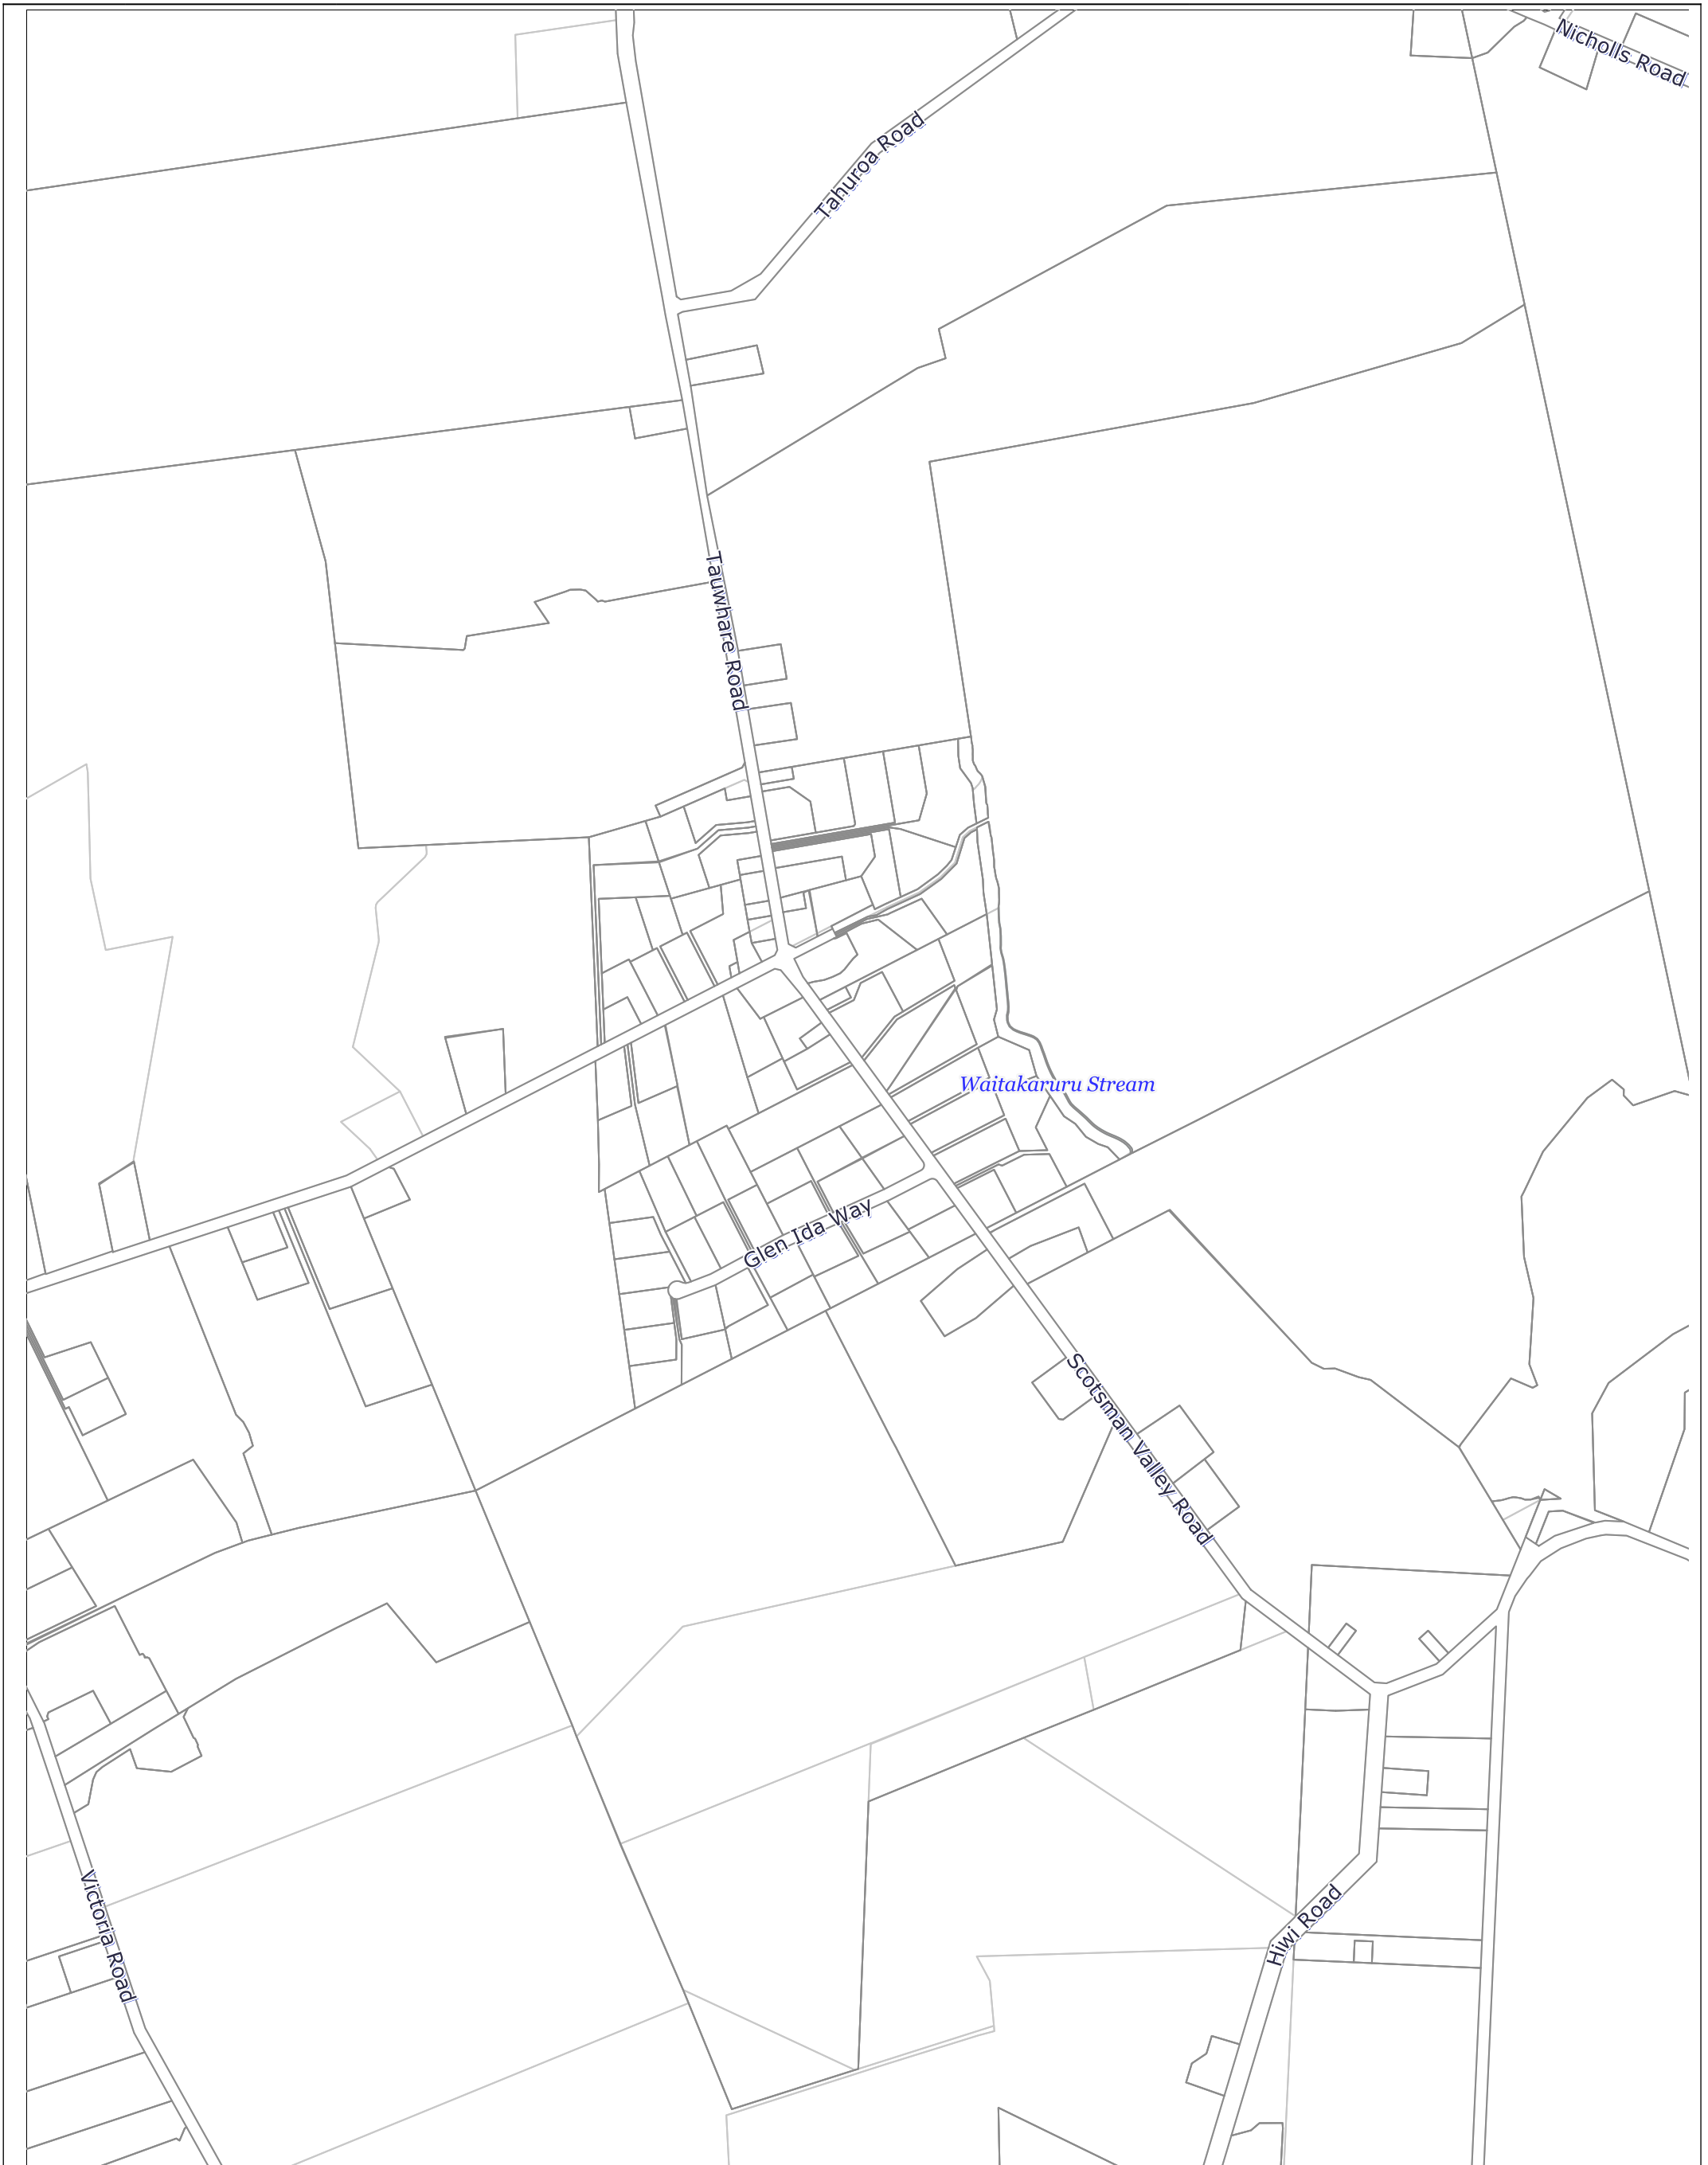 Nicholls Road
Tahuroa Road
Tauwhare Road
Waitakaruru Stream
Glen Ida Way
Scotsman Valley Road
Victoria Road
Hiwi Road